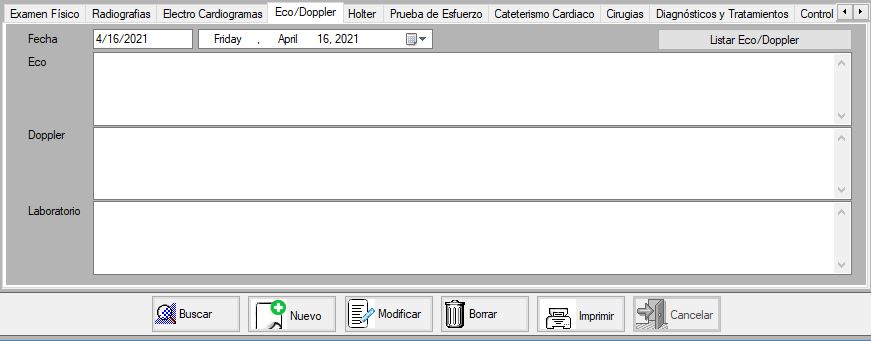 Examen Físico Radiografias Electro Cardiogramas Eco/Doppler Holter Prueba de Esfuerzo Cateterismo Cardiaco Cirugias Diagnósticos y Tratamientos Control
Fecha 4/16/2021 Friday , April 16, 2021 Listar Eco/Doppler
Eco
Doppler
Laboratorio
Buscar Nuevo Modificar Borrar Imprimir Cancelar